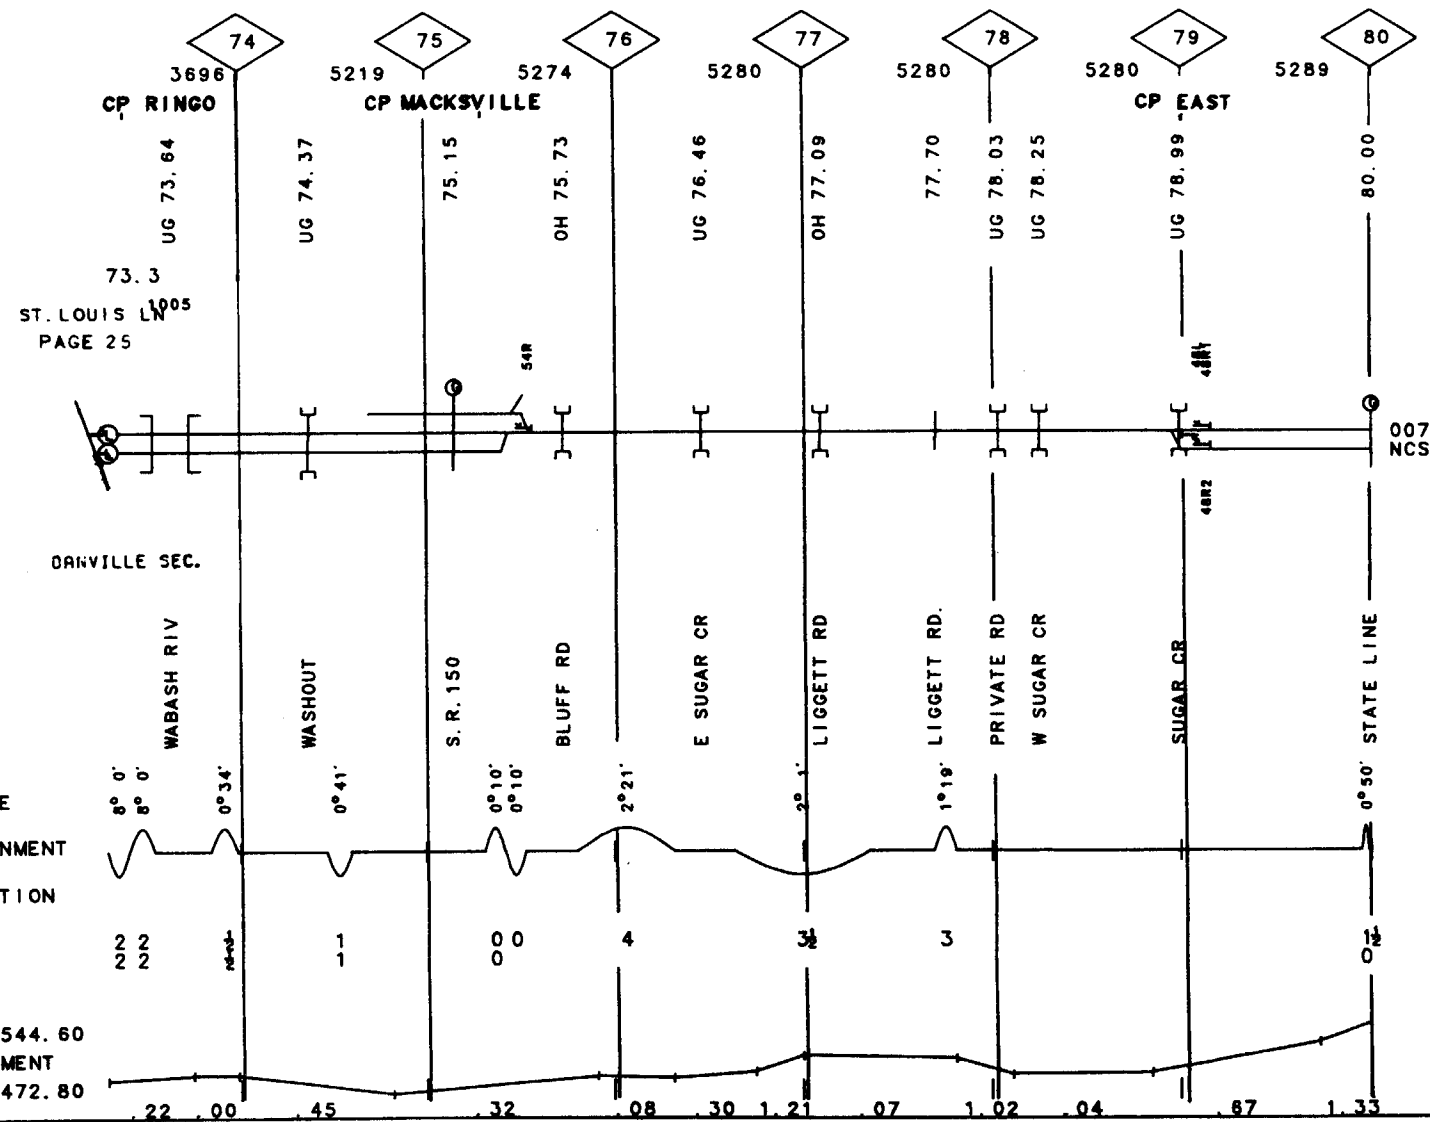 74 75 76 77 78 79 80
3696 5219 5274 5280 5280 5280 5289
CP RINGO CP MACKSVILLE CP EAST
UG 73.64
UG 74.37
75.15
OH 75.73
UG 76.46
OH 77.09
77.70
UG 78.03
UG 78.25
UG 78.99
80.00
73.3
1005
ST. LOUIS LN
PAGE 25
54R
48R2
007
NCS
DANVILLE SEC.
WABASH RIV
WASHOUT
S.R. 150
BLUFF RD
E SUGAR CR
LIGGETT RD
LIGGETT RD.
PRIVATE RD
W SUGAR CR
SUGAR CR
STATE LINE
8° 0'
8° 0'
0°34'
0°41'
0°10'
0°10'
2°21'
2° 1'
1°19'
0°50'
E
NMENT
TION
2 2 1 0 0 4 3½ 3 1½
2 2 1 0 0
544.60
MENT
472.80
.22 .00 .45 .32 .08 .30 1.21 .07 1.02 .04 .67 1.33